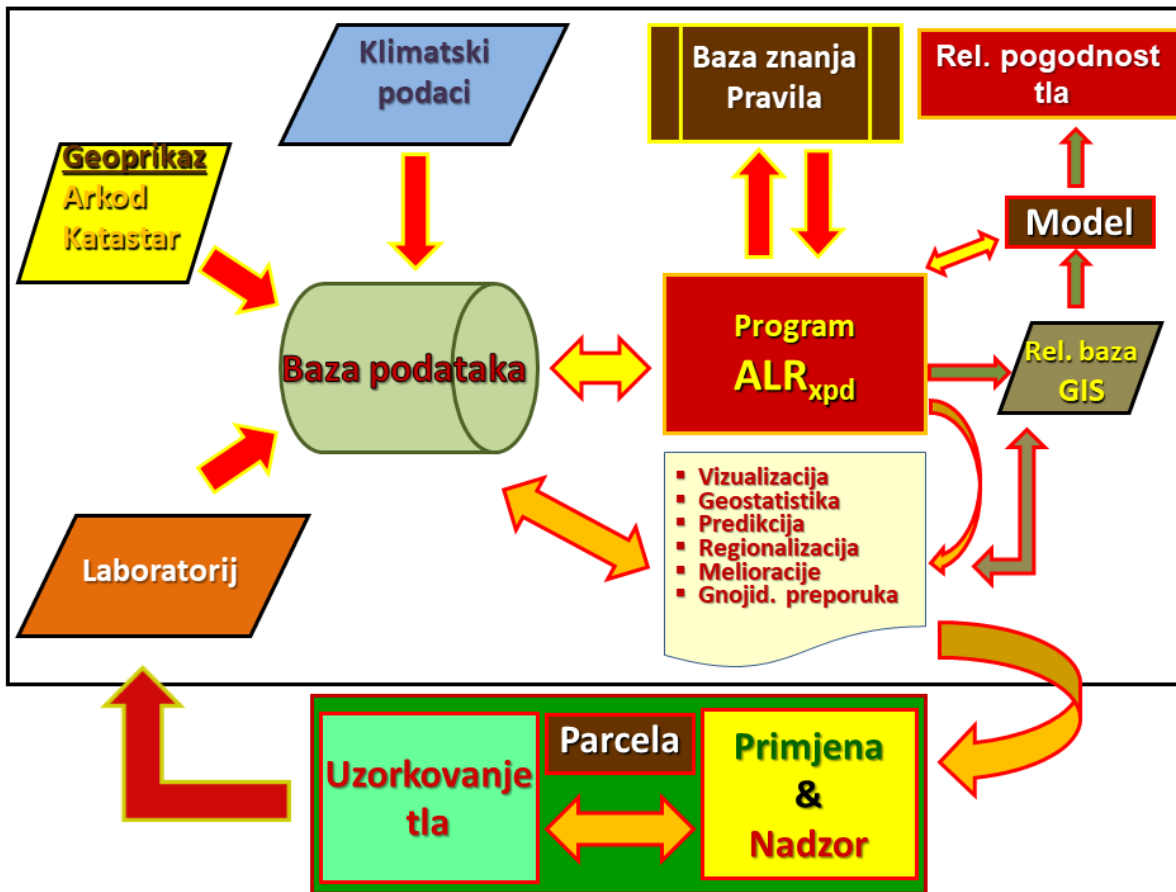 Klimatski
podaci
Baza znanja
Pravila
Rel. pogodnost
tla
Geoprikaz
Arkod
Katastar
Model
Baza podataka
Program
ALRxpd
Rel. baza
GIS
▪ Vizualizacija
▪ Geostatistika
▪ Predikcija
▪ Regionalizacija
▪ Melioracije
▪ Gnojid. preporuka
Laboratorij
Uzorkovanje
tla
Parcela
Primjena
&
Nadzor